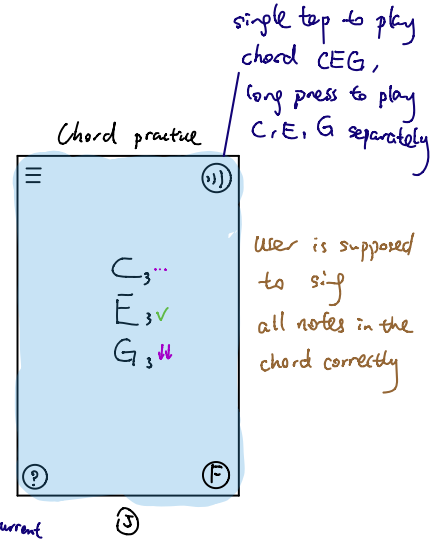 single tap to play
chord CEG,
long press to play
C, E, G separately
Chord practice
C3 ...
E3 ✓
G3 ↓↓
User is supposed
to sing
all notes in the
chord correctly
?
F
current